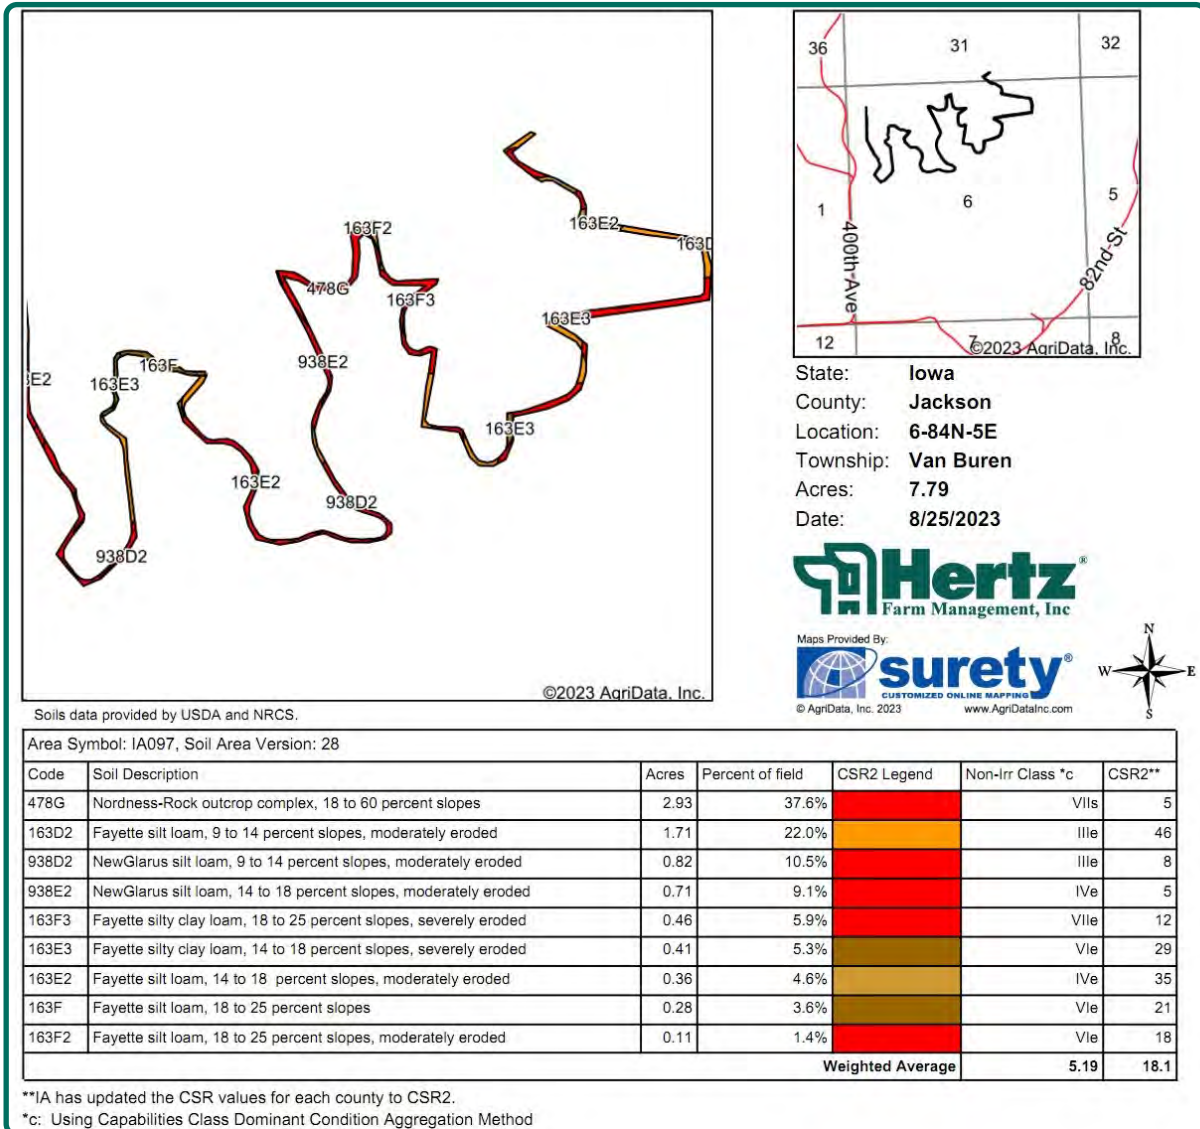 163F2
163E2
163D
478G
163F3
163E3
938E2
163F
E2
163E3
163E3
163E2
938D2
938D2
©2023 AgriData, Inc.
36
31
32
1
6
5
400th-Ave
82nd-St
12
7
8
©2023 AgriData, Inc.
State: Iowa
County: Jackson
Location: 6-84N-5E
Township: Van Buren
Acres: 7.79
Date: 8/25/2023
Hertz®
Farm Management, Inc
Maps Provided By:
surety®
CUSTOMIZED ONLINE MAPPING
© AgriData, Inc. 2023 www.AgriDataInc.com
N
W E
S
Soils data provided by USDA and NRCS.
Area Symbol: IA097, Soil Area Version: 28
Code Soil Description Acres Percent of field CSR2 Legend Non-Irr Class *c CSR2**
478G Nordness-Rock outcrop complex, 18 to 60 percent slopes 2.93 37.6% VIIs 5
163D2 Fayette silt loam, 9 to 14 percent slopes, moderately eroded 1.71 22.0% IIIe 46
938D2 NewGlarus silt loam, 9 to 14 percent slopes, moderately eroded 0.82 10.5% IIIe 8
938E2 NewGlarus silt loam, 14 to 18 percent slopes, moderately eroded 0.71 9.1% IVe 5
163F3 Fayette silty clay loam, 18 to 25 percent slopes, severely eroded 0.46 5.9% VIIe 12
163E3 Fayette silty clay loam, 14 to 18 percent slopes, severely eroded 0.41 5.3% VIe 29
163E2 Fayette silt loam, 14 to 18 percent slopes, moderately eroded 0.36 4.6% IVe 35
163F Fayette silt loam, 18 to 25 percent slopes 0.28 3.6% VIe 21
163F2 Fayette silt loam, 18 to 25 percent slopes, moderately eroded 0.11 1.4% VIe 18
Weighted Average 5.19 18.1
**IA has updated the CSR values for each county to CSR2.
*c: Using Capabilities Class Dominant Condition Aggregation Method